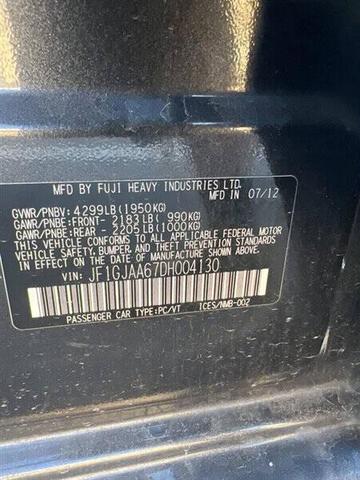 MFD BY FUJI HEAVY INDUSTRIES LTD.
MADE IN JAPAN 07/12
GVWR/PNBV: 4299LB(1950KG)
GAWR/PNBE:FRONT- 2183LB( 990KG)
GAWR/PNBE:REAR - 2205LB(1000KG)
THIS VEHICLE CONFORMS TO ALL APPLICABLE FEDERAL MOTOR
VEHICLE SAFETY, BUMPER, AND THEFT PREVENTION STANDARDS
IN EFFECT ON THE DATE OF MANUFACTURE SHOWN ABOVE.
VIN: JF1GJAA67DH004130
PASSENGER CAR TYPE:PC/VT ICES/NMB-002